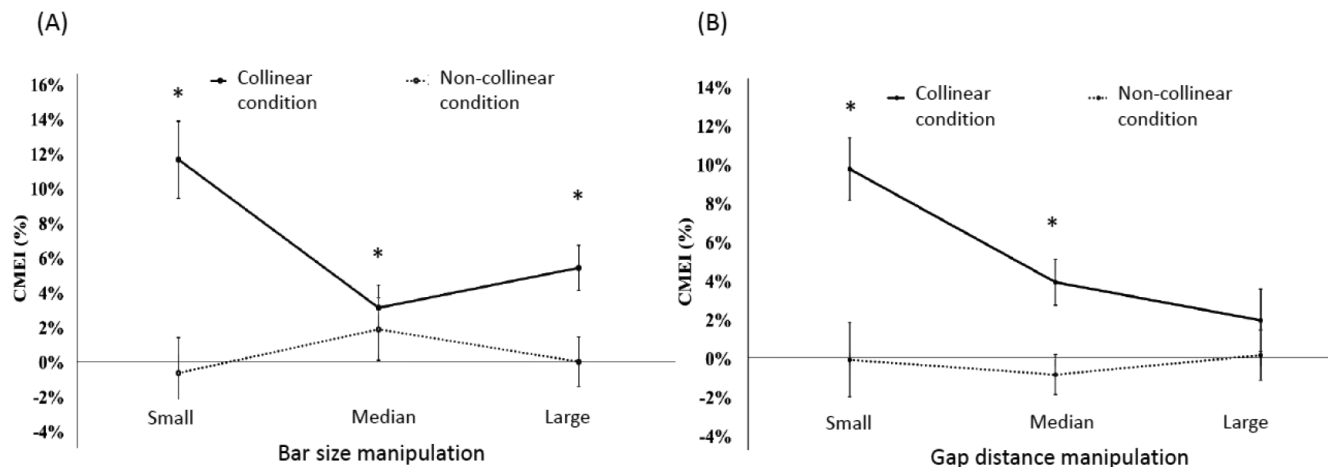 (A)
Collinear condition
Non-collinear condition
16%
14%
12%
10%
8%
6%
4%
2%
0%
-2%
-4%
CMEI (%)
*
*
*
Small
Median
Large
Bar size manipulation
(B)
Collinear condition
Non-collinear condition
14%
12%
10%
8%
6%
4%
2%
0%
-2%
-4%
CMEI (%)
*
*
Small
Median
Large
Gap distance manipulation